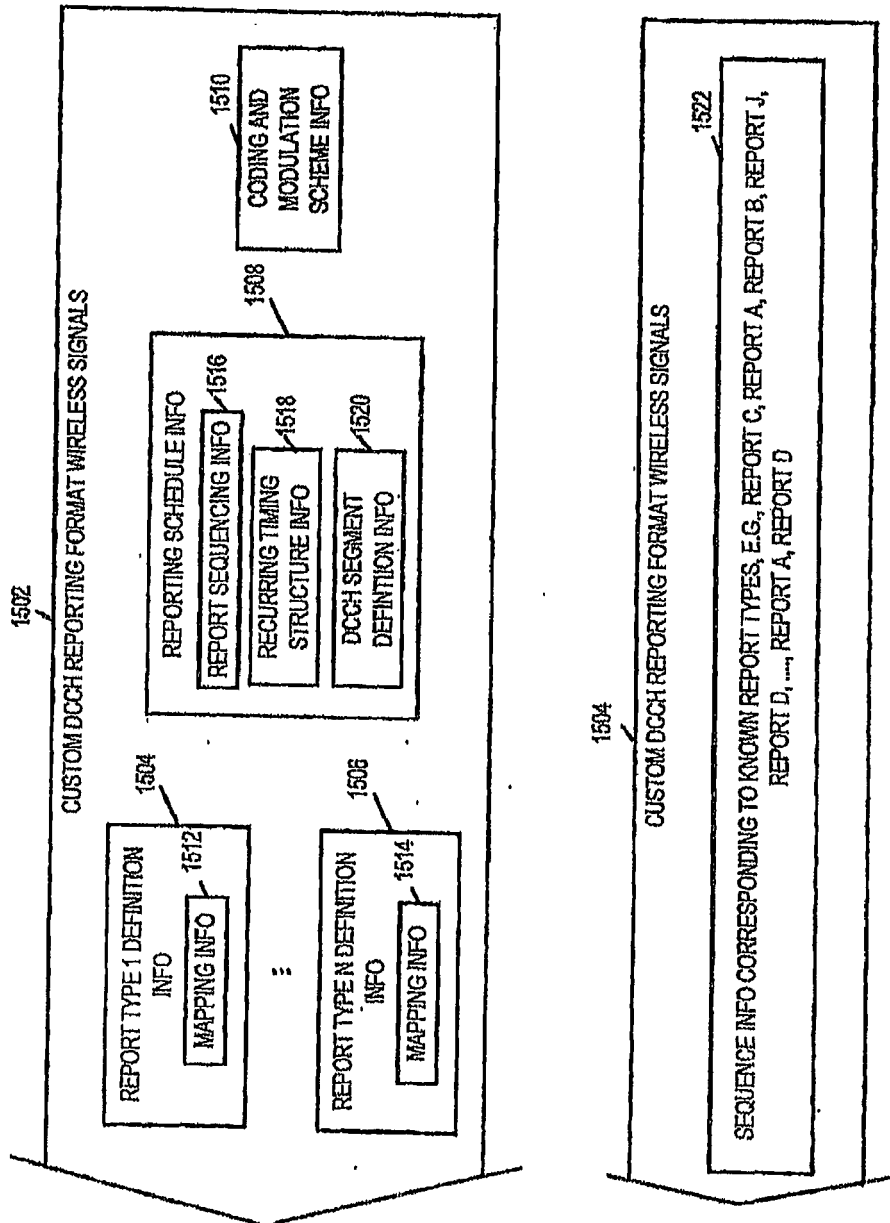 1502
CUSTOM DCCH REPORTING FORMAT WIRELESS SIGNALS
1504
REPORT TYPE 1 DEFINITION
INFO
1512
MAPPING INFO
...
1506
REPORT TYPE N DEFINITION
INFO
1514
MAPPING INFO
1508
REPORTING SCHEDULE INFO
1516
REPORT SEQUENCING INFO
1518
RECURRING TIMING
STRUCTURE INFO
1520
DCCH SEGMENT
DEFINTION INFO
1510
CODING AND
MODULATION
SCHEME INFO
1504
CUSTOM DCCH REPORTING FORMAT WIRELESS SIGNALS
1522
SEQUENCE INFO CORRESPONDING TO KNOWN REPORT TYPES, E.G., REPORT C, REPORT A, REPORT B, REPORT J,
REPORT D, ...., REPORT A, REPORT D